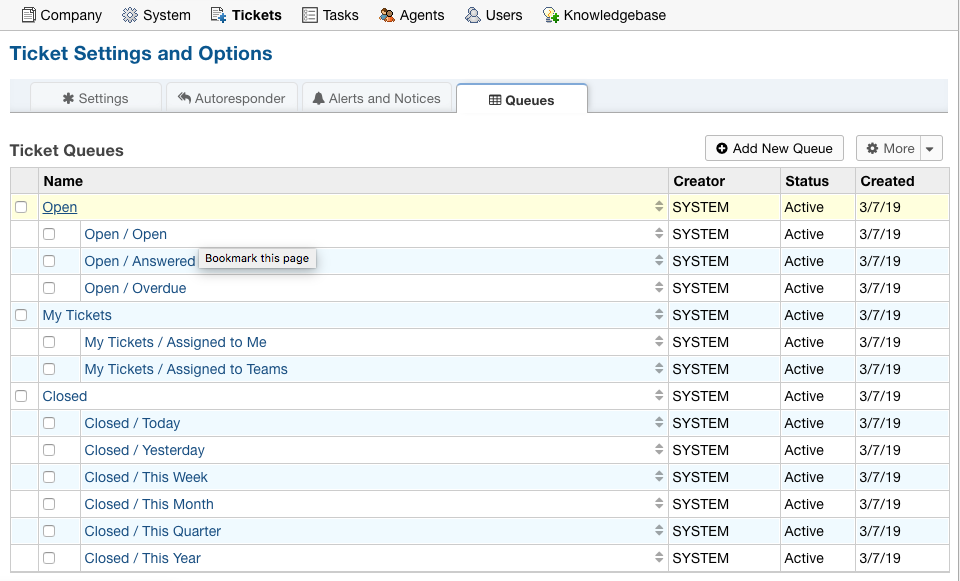 Company System Tickets Tasks Agents Users Knowledgebase
Ticket Settings and Options
Settings Autoresponder Alerts and Notices Queues
Ticket Queues Add New Queue More
Name Creator Status Created
Open SYSTEM Active 3/7/19
Open / Open SYSTEM Active 3/7/19
Open / Answered Bookmark this page SYSTEM Active 3/7/19
Open / Overdue SYSTEM Active 3/7/19
My Tickets SYSTEM Active 3/7/19
My Tickets / Assigned to Me SYSTEM Active 3/7/19
My Tickets / Assigned to Teams SYSTEM Active 3/7/19
Closed SYSTEM Active 3/7/19
Closed / Today SYSTEM Active 3/7/19
Closed / Yesterday SYSTEM Active 3/7/19
Closed / This Week SYSTEM Active 3/7/19
Closed / This Month SYSTEM Active 3/7/19
Closed / This Quarter SYSTEM Active 3/7/19
Closed / This Year SYSTEM Active 3/7/19